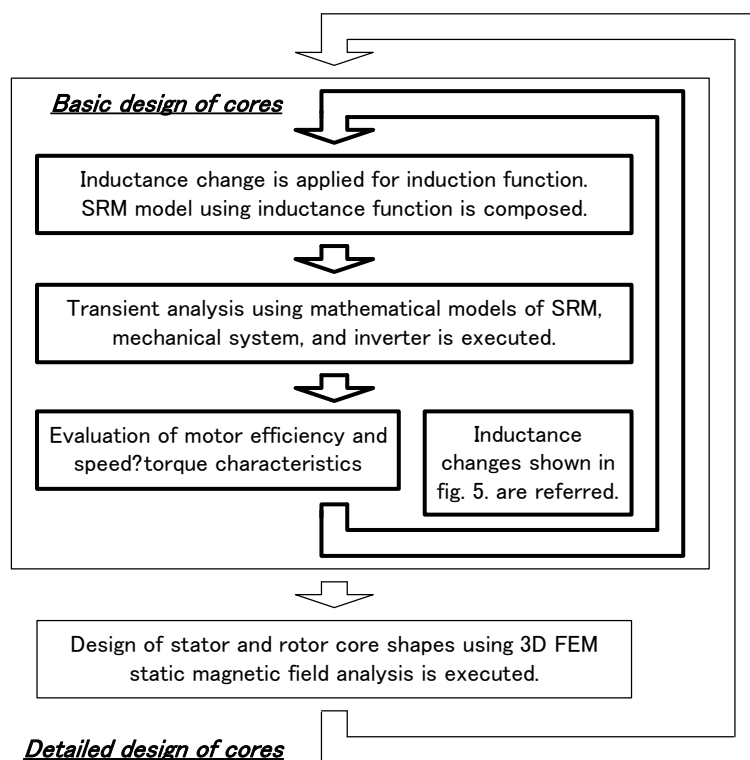 Basic design of cores
Inductance change is applied for induction function.
SRM model using inductance function is composed.
Transient analysis using mathematical models of SRM,
mechanical system, and inverter is executed.
Evaluation of motor efficiency and
speed?torque characteristics
Inductance
changes shown in
fig. 5. are referred.
Design of stator and rotor core shapes using 3D FEM
static magnetic field analysis is executed.
Detailed design of cores